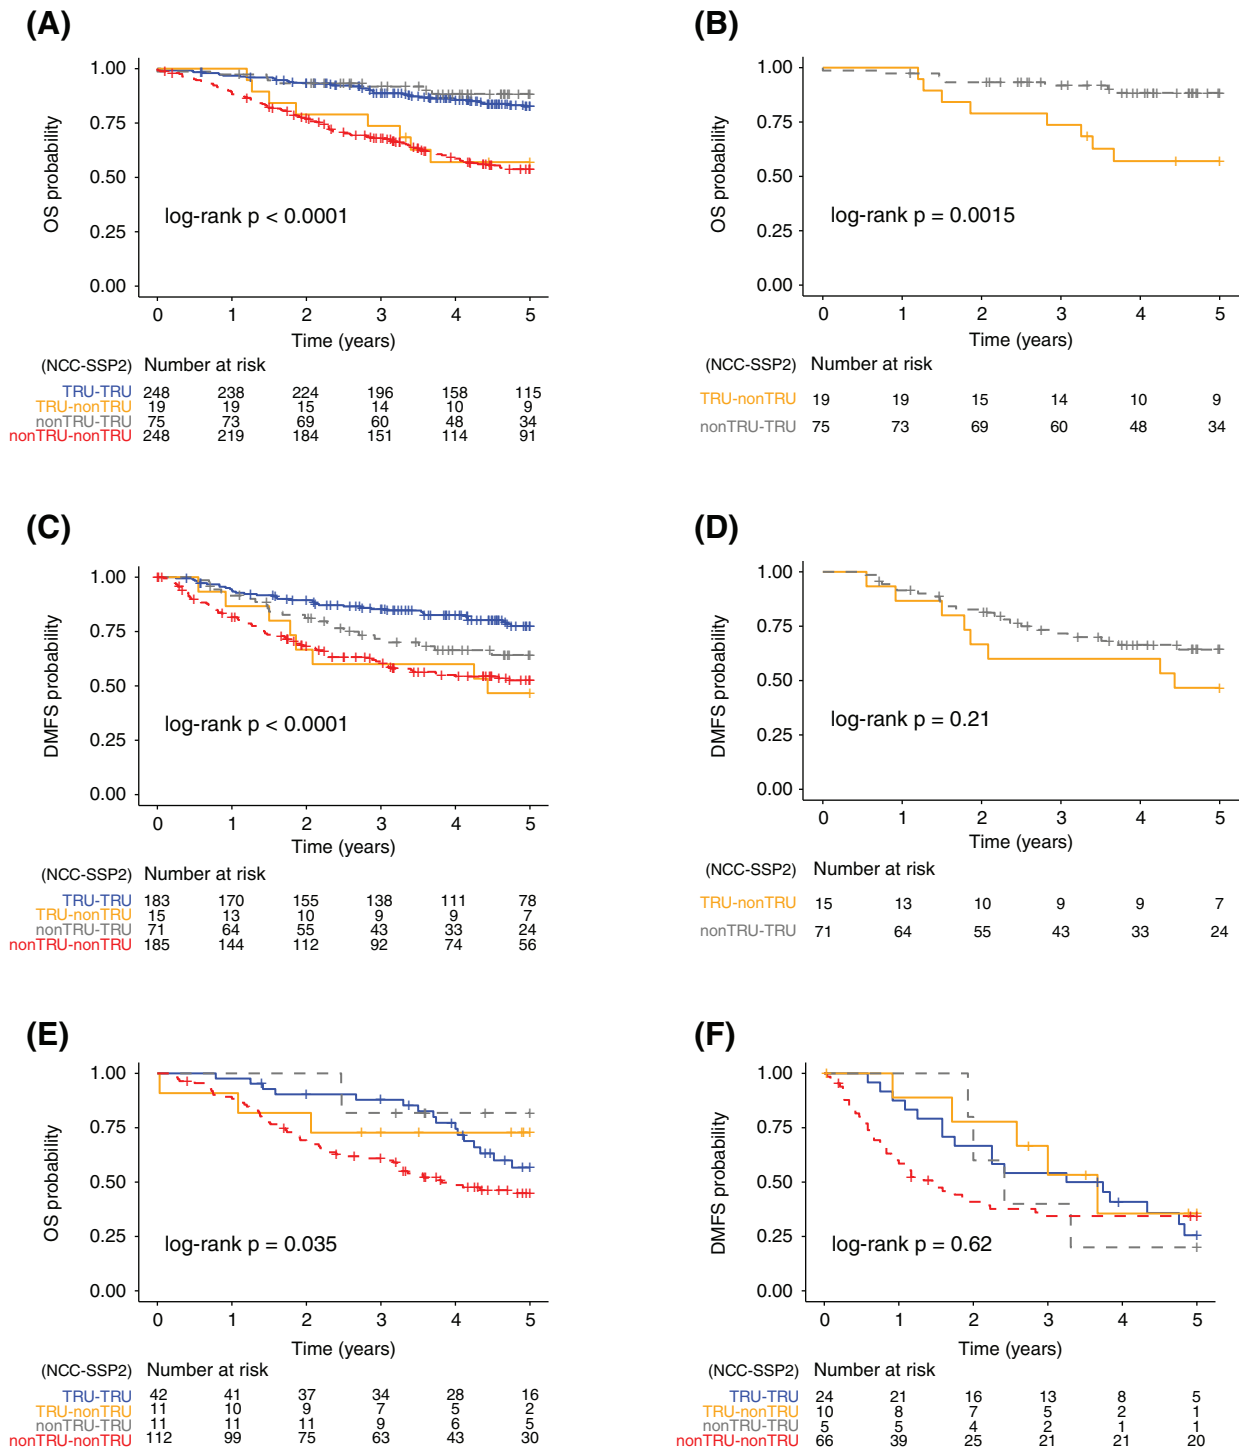 (A)
1.00
0.75
0.50
0.25
0.00
OS probability
log-rank p < 0.0001
0 1 2 3 4 5
Time (years)
(NCC-SSP2) Number at risk
TRU-TRU 248 238 224 196 158 115
TRU-nonTRU 19 19 15 14 10 9
nonTRU-TRU 75 73 69 60 48 34
nonTRU-nonTRU 248 219 184 151 114 91
(B)
1.00
0.75
0.50
0.25
0.00
OS probability
log-rank p = 0.0015
0 1 2 3 4 5
Time (years)
(NCC-SSP2) Number at risk
TRU-nonTRU 19 19 15 14 10 9
nonTRU-TRU 75 73 69 60 48 34
(C)
1.00
0.75
0.50
0.25
0.00
DMFS probability
log-rank p < 0.0001
0 1 2 3 4 5
Time (years)
(NCC-SSP2) Number at risk
TRU-TRU 183 170 155 138 111 78
TRU-nonTRU 15 13 10 9 9 7
nonTRU-TRU 71 64 55 43 33 24
nonTRU-nonTRU 185 144 112 92 74 56
(D)
1.00
0.75
0.50
0.25
0.00
DMFS probability
log-rank p = 0.21
0 1 2 3 4 5
Time (years)
(NCC-SSP2) Number at risk
TRU-nonTRU 15 13 10 9 9 7
nonTRU-TRU 71 64 55 43 33 24
(E)
1.00
0.75
0.50
0.25
0.00
OS probability
log-rank p = 0.035
0 1 2 3 4 5
Time (years)
(NCC-SSP2) Number at risk
TRU-TRU 42 41 37 34 28 16
TRU-nonTRU 11 10 9 7 5 2
nonTRU-TRU 11 11 11 9 6 5
nonTRU-nonTRU 112 99 75 63 43 30
(F)
1.00
0.75
0.50
0.25
0.00
DMFS probability
log-rank p = 0.62
0 1 2 3 4 5
Time (years)
(NCC-SSP2) Number at risk
TRU-TRU 24 21 16 13 8 5
TRU-nonTRU 10 8 7 5 2 1
nonTRU-TRU 5 5 4 2 1 1
nonTRU-nonTRU 66 39 25 21 21 20